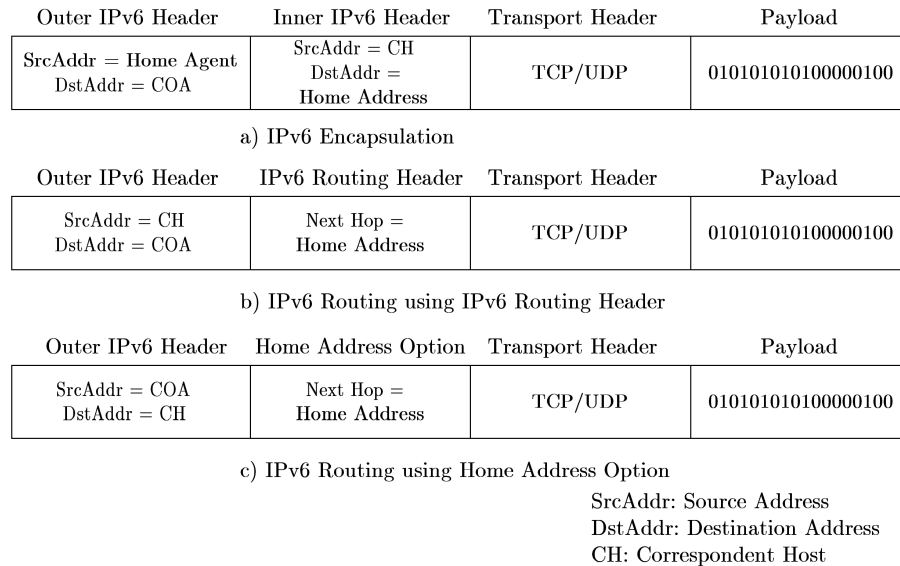 Outer IPv6 Header Inner IPv6 Header Transport Header Payload
SrcAddr = Home Agent
DstAddr = COA
SrcAddr = CH
DstAddr =
Home Address
TCP/UDP
010101010100000100
a) IPv6 Encapsulation
Outer IPv6 Header IPv6 Routing Header Transport Header Payload
SrcAddr = CH
DstAddr = COA
Next Hop =
Home Address
TCP/UDP
010101010100000100
b) IPv6 Routing using IPv6 Routing Header
Outer IPv6 Header Home Address Option Transport Header Payload
SrcAddr = COA
DstAddr = CH
Next Hop =
Home Address
TCP/UDP
010101010100000100
c) IPv6 Routing using Home Address Option
SrcAddr: Source Address
DstAddr: Destination Address
CH: Correspondent Host